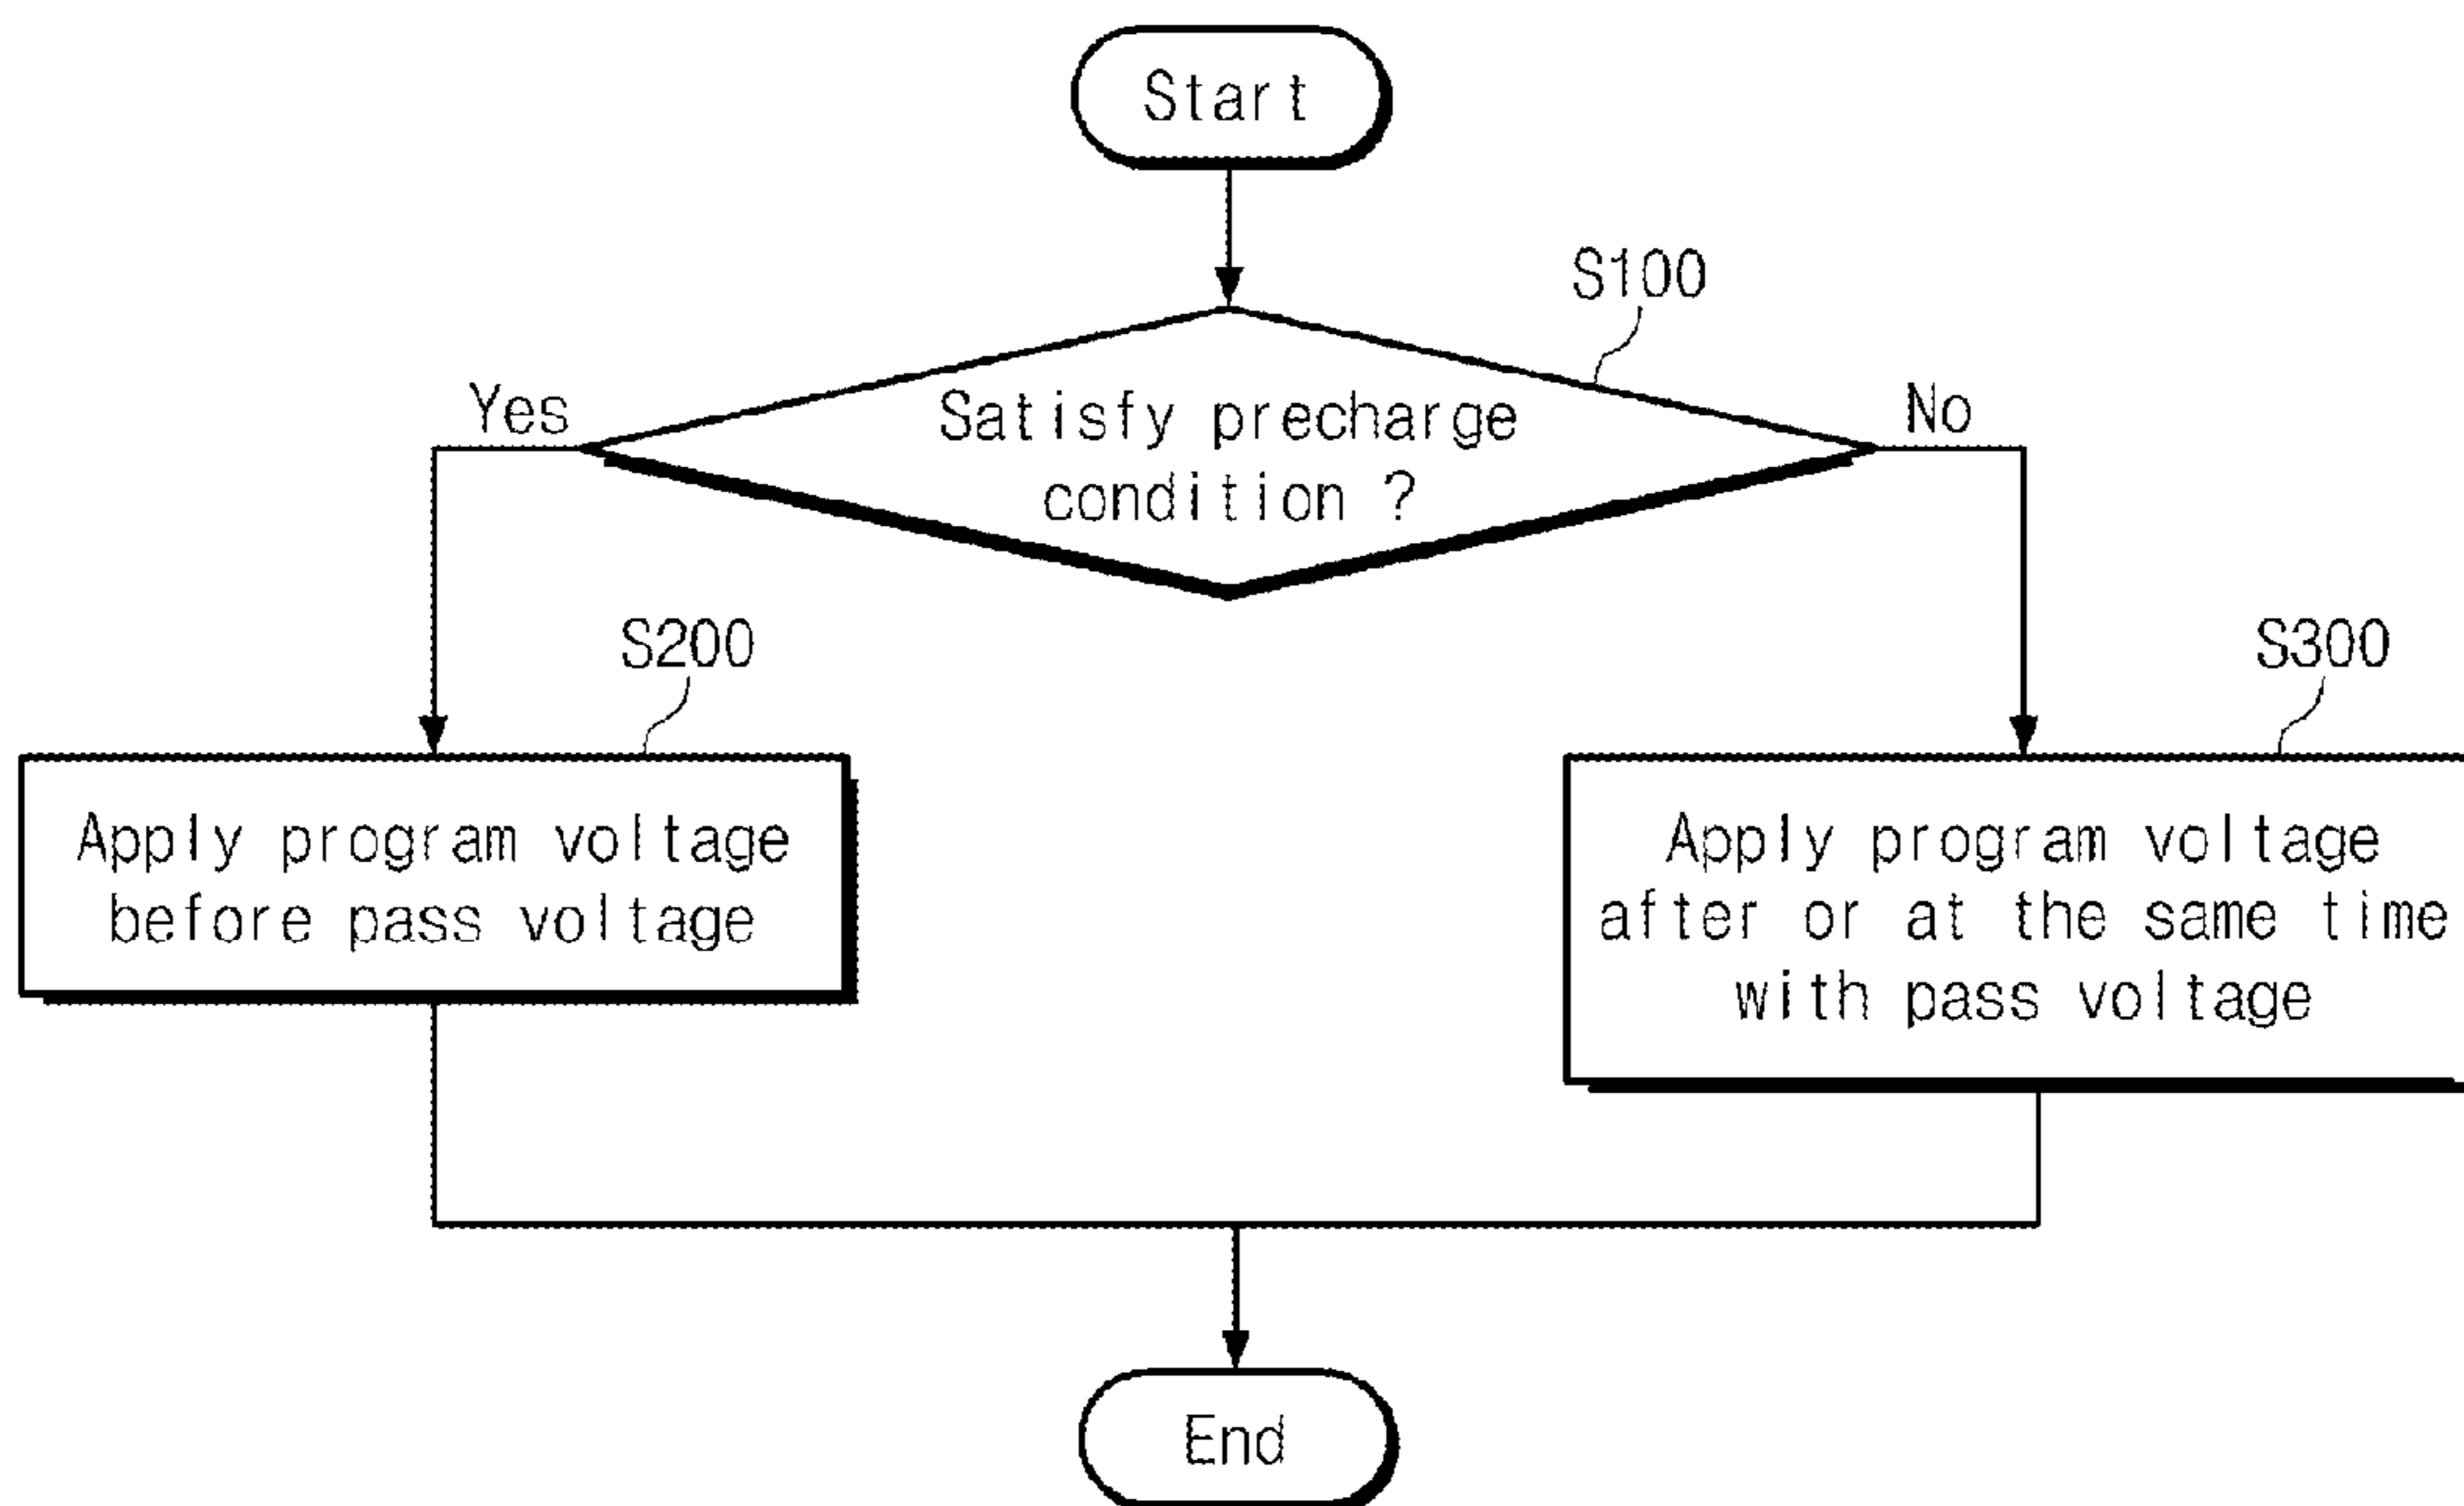 Start
S100
Yes
Satisfy precharge
condition ?
No
S200
Apply program voltage
before pass voltage
S300
Apply program voltage
after or at the same time
with pass voltage
End